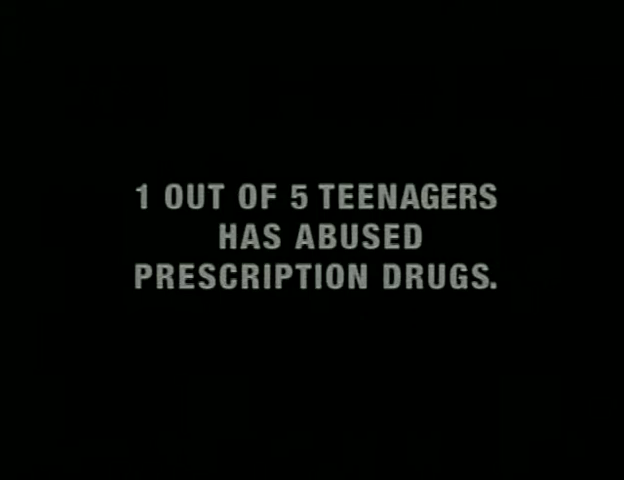 1 OUT OF 5 TEENAGERS
HAS ABUSED
PRESCRIPTION DRUGS.